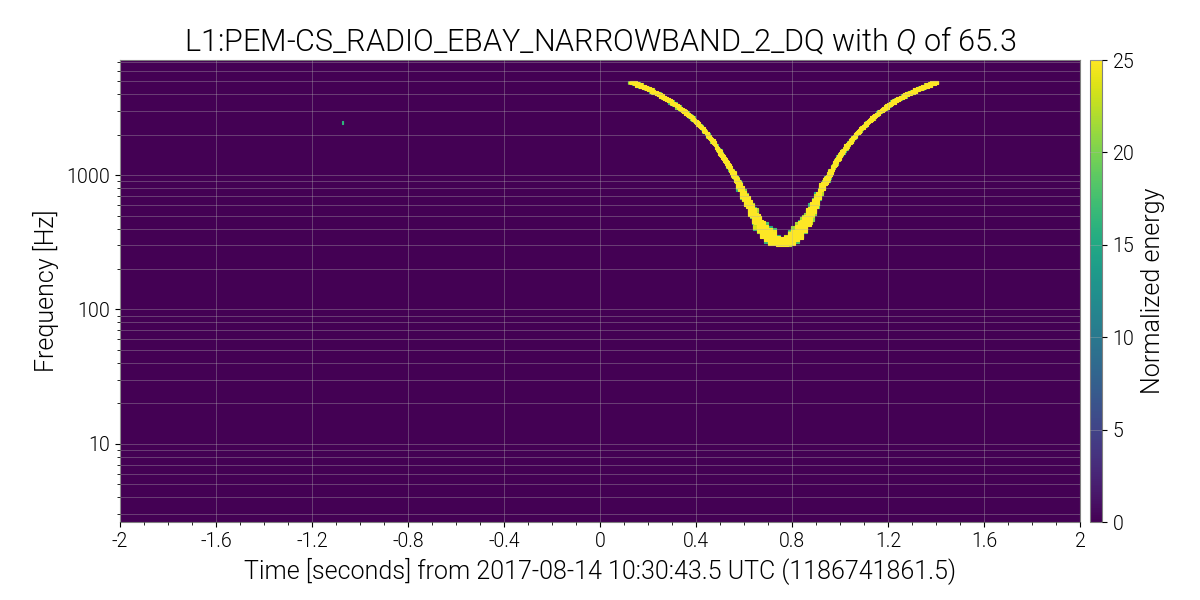 L1:PEM-CS_RADIO_EBAY_NARROWBAND_2_DQ with Q of 65.3
25
20
15
10
5
0
Normalized energy
1000
100
10
Frequency [Hz]
-2 -1.6 -1.2 -0.8 -0.4 0 0.4 0.8 1.2 1.6 2
Time [seconds] from 2017-08-14 10:30:43.5 UTC (1186741861.5)